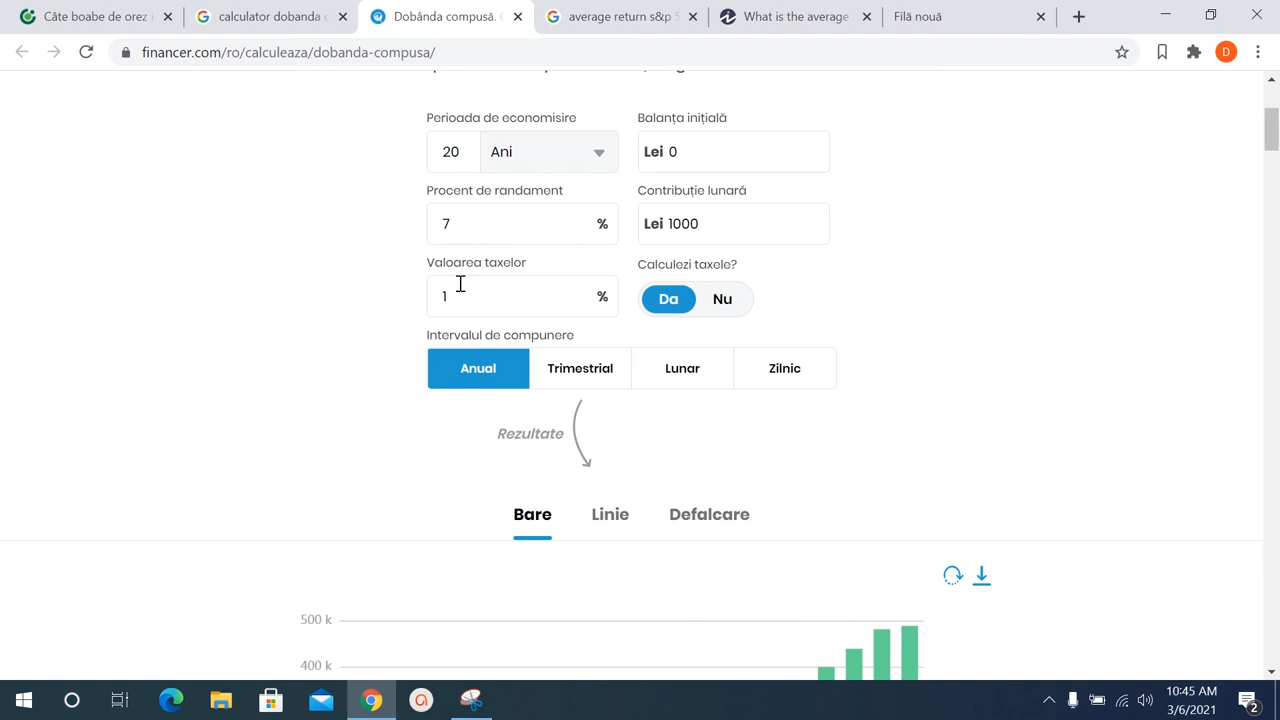 Câte boabe de orez î
calculator dobanda c
Dobânda compusă. C
average return s&p 5
What is the average
Filă nouă
financer.com/ro/calculeaza/dobanda-compusa/
D
Perioada de economisire
Balanța inițială
20
Ani
Lei 0
Procent de randament
Contribuție lunară
7 %
Lei 1000
Valoarea taxelor
Calculezi taxele?
1 %
Da
Nu
Intervalul de compunere
Anual
Trimestrial
Lunar
Zilnic
Rezultate
Bare
Linie
Defalcare
500 k
400 k
10:45 AM
3/6/2021
2